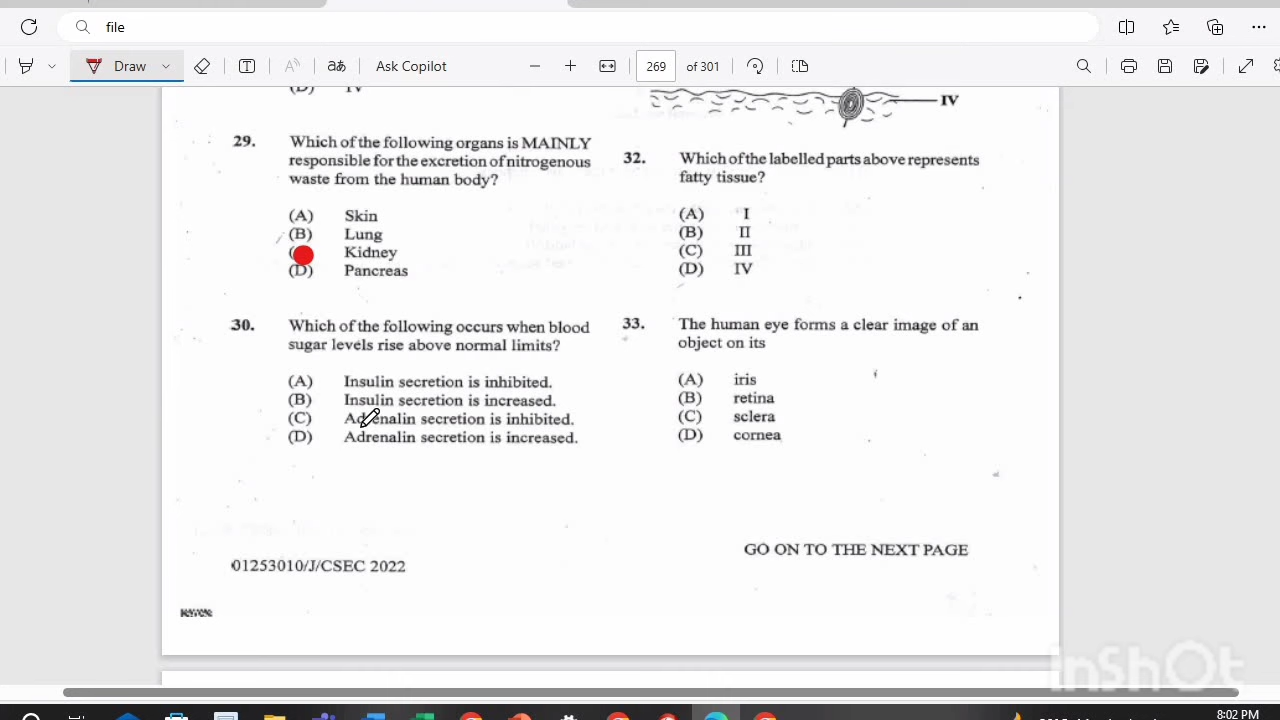 file
Draw
aあ
Ask Copilot
269
of 301
IV
IV
29. Which of the following organs is MAINLY
responsible for the excretion of nitrogenous
waste from the human body?
(A) Skin
(B) Lung
Kidney
(D) Pancreas
30. Which of the following occurs when blood
sugar levels rise above normal limits?
(A) Insulin secretion is inhibited.
(B) Insulin secretion is increased.
(C) Adrenalin secretion is inhibited.
(D) Adrenalin secretion is increased.
01253010/J/CSEC 2022
32. Which of the labelled parts above represents
fatty tissue?
(A) I
(B) II
(C) III
(D) IV
33. The human eye forms a clear image of an
object on its
(A) iris
(B) retina
(C) sclera
(D) cornea
GO ON TO THE NEXT PAGE
InShOt
8:02 PM